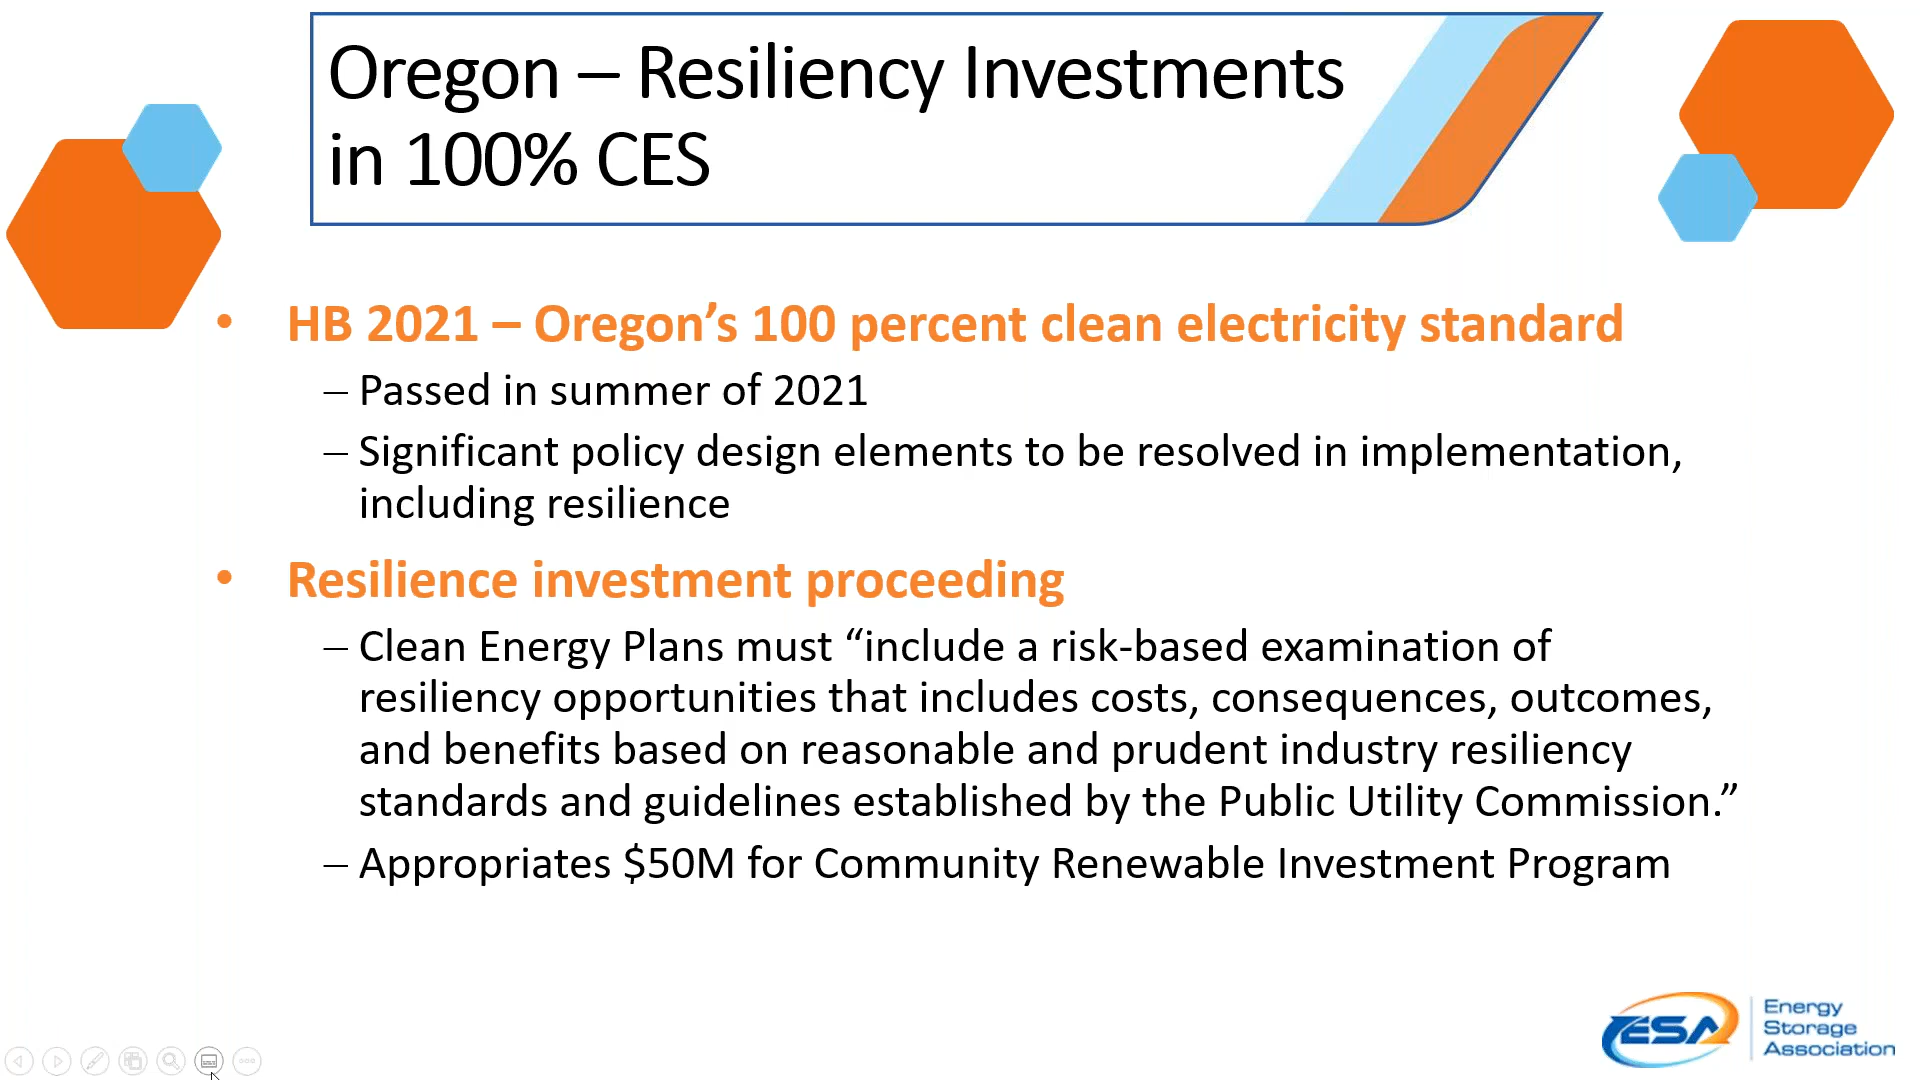 Oregon – Resiliency Investments
in 100% CES
• HB 2021 – Oregon’s 100 percent clean electricity standard
– Passed in summer of 2021
– Significant policy design elements to be resolved in implementation,
including resilience
• Resilience investment proceeding
– Clean Energy Plans must “include a risk-based examination of
resiliency opportunities that includes costs, consequences, outcomes,
and benefits based on reasonable and prudent industry resiliency
standards and guidelines established by the Public Utility Commission.”
– Appropriates $50M for Community Renewable Investment Program
ESA
Energy
Storage
Association